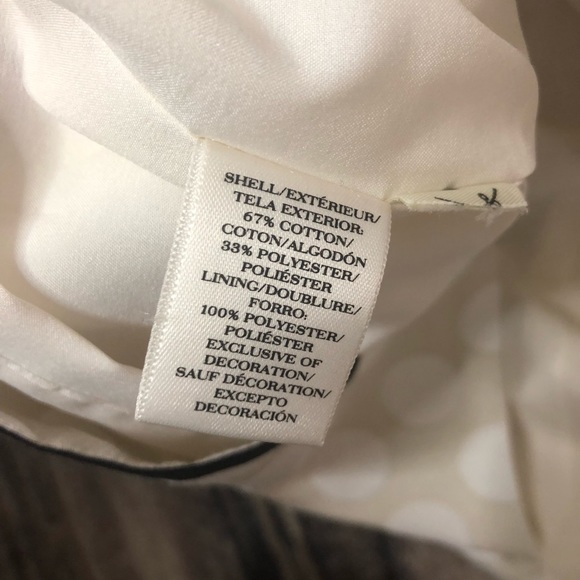 SHELL/EXTÉRIEUR/
TELA EXTERIOR:
67% COTTON/
COTON/ALGODÓN
33% POLYESTER/
POLIÉSTER
LINING/DOUBLURE/
FORRO:
100% POLYESTER/
POLIÉSTER
EXCLUSIVE OF
DECORATION/
SAUF DÉCORATION/
EXCEPTO
DECORACIÓN